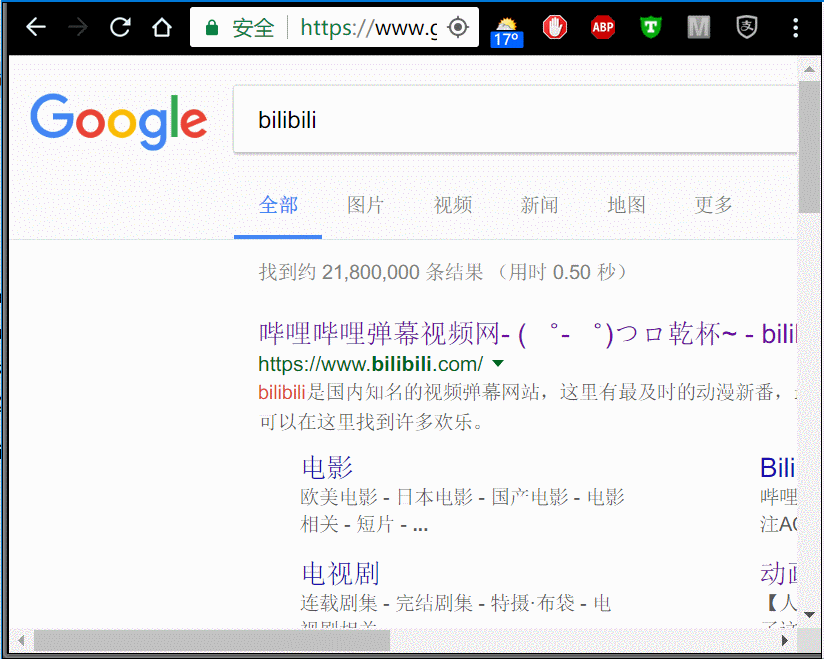 安全 https://www.g
17°
ABP
T
M
支
Google
bilibili
全部 图片 视频 新闻 地图 更多
找到约 21,800,000 条结果 （用时 0.50 秒）
哔哩哔哩弹幕视频网- ( ゜- ゜)つロ乾杯~ - bili
https://www.bilibili.com/
bilibili是国内知名的视频弹幕网站，这里有最及时的动漫新番，
可以在这里找到许多欢乐。
电影
欧美电影 - 日本电影 - 国产电影 - 电影
相关 - 短片 - ...
Bili
哔哩
注AC
电视剧
连载剧集 - 完结剧集 - 特摄·布袋 - 电
视剧相关
动画
【人